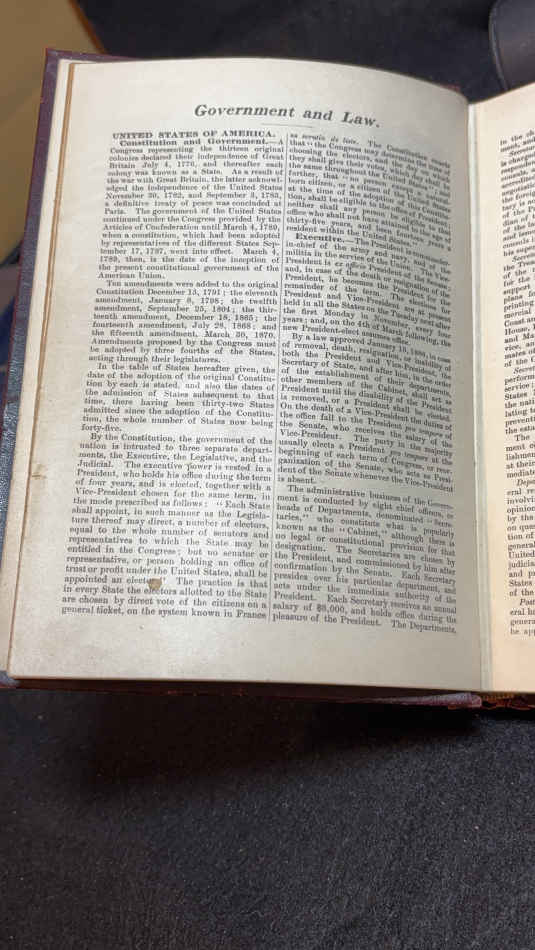 Government and Law.
UNITED STATES OF AMERICA.
Constitution and Government.—A
Congress representing the thirteen original
colonies declared their independence of Great
Britain July 4, 1776, and thereafter each
colony was known as a State. As a result of
the war with Great Britain, the latter acknowl-
edged the independence of the United States
November 30, 1782, and September 3, 1783,
a definitive treaty of peace was concluded at
Paris. The government of the United States
continued under the Congress provided by the
Articles of Confederation until March 4, 1789,
when a constitution, which had been adopted
by representatives of the different States Sep-
tember 17, 1787, went into effect. March 4,
1789, then, is the date of the inception of
the present constitutional government of the
American Union.
Ten amendments were added to the original
Constitution December 15, 1791; the eleventh
amendment, January 8, 1798; the twelfth
amendment, September 25, 1804; the thir-
teenth amendment, December 18, 1865; the
fourteenth amendment, July 28, 1868; and
the fifteenth amendment, March 30, 1870.
Amendments proposed by the Congress must
be adopted by three fourths of the States,
acting through their legislatures.
In the table of States hereafter given, the
date of the adoption of the original Constitu-
tion by each is stated, and also the dates of
the admission of States subsequent to that
time, there having been thirty-two States
admitted since the adoption of the Constitu-
tion, the whole number of States now being
forty-five.
By the Constitution, the government of the
nation is intrusted to three separate depart-
ments, the Executive, the Legislative, and the
Judicial. The executive power is vested in a
President, who holds his office during the term
of four years, and is elected, together with a
Vice-President chosen for the same term, in
the mode prescribed as follows: "Each State
shall appoint, in such manner as the Legisla-
ture thereof may direct, a number of electors,
equal to the whole number of senators and
representatives to which the State may be
entitled in the Congress; but no senator or
representative, or person holding an office of
trust or profit under the United States, shall be
appointed an elector." The practice is that
in every State the electors allotted to the State
are chosen by direct vote of the citizens on a
general ticket, on the system known in France
as scrutin de liste. The Constitution enacts
that "the Congress may determine the time of
choosing the electors, and the day on which
they shall give their votes, which day shall be
the same throughout the United States;" and
further, that "no person except a natural-
born citizen, or a citizen of the United States
at the time of the adoption of this Constitu-
tion, shall be eligible to the office of President;
neither shall any person be eligible to that
office who shall not have attained to the age of
thirty-five years, and been fourteen years a
resident within the United States."
Executive.—The President is commander-
in-chief of the army and navy, and of the
militia in the service of the Union. The Vice-
President is ex officio President of the Senate;
and, in case of the death or resignation of the
President, he becomes the President for the
remainder of the term. The elections for
President and Vice-President are at present
held in all the States on the Tuesday next after
the first Monday in November, every four
years; and, on the 4th of March following, the
new President-elect assumes office.
By a law approved January 19, 1886, in case
of removal, death, resignation, or inability of
both the President and Vice-President, the
Secretary of State, and after him, in the order
of the establishment of their departments,
other members of the Cabinet, shall act as
President until the disability of the President
is removed, or a President shall be elected.
On the death of a Vice-President the duties of
the office fall to the President pro tempore of
the Senate, who receives the salary of the
Vice-President. The party in the majority
usually elects a President pro tempore at the
beginning of each term of Congress, or reor-
ganization of the Senate, who acts as Presi-
dent of the Senate whenever the Vice-President
is absent.
The administrative business of the Govern-
ment is conducted by eight chief officers, or
heads of Departments, denominated "Secre-
taries," who constitute what is popularly
known as the "Cabinet," although there is
no legal or constitutional provision for that
designation. The Secretaries are chosen by
the President, and commissioned by him after
confirmation by the Senate. Each Secretary
presides over his particular department, and
acts under the immediate authority of the
President. Each Secretary receives an annual
salary of $8,000, and holds office during the
pleasure of the President. The Departments,